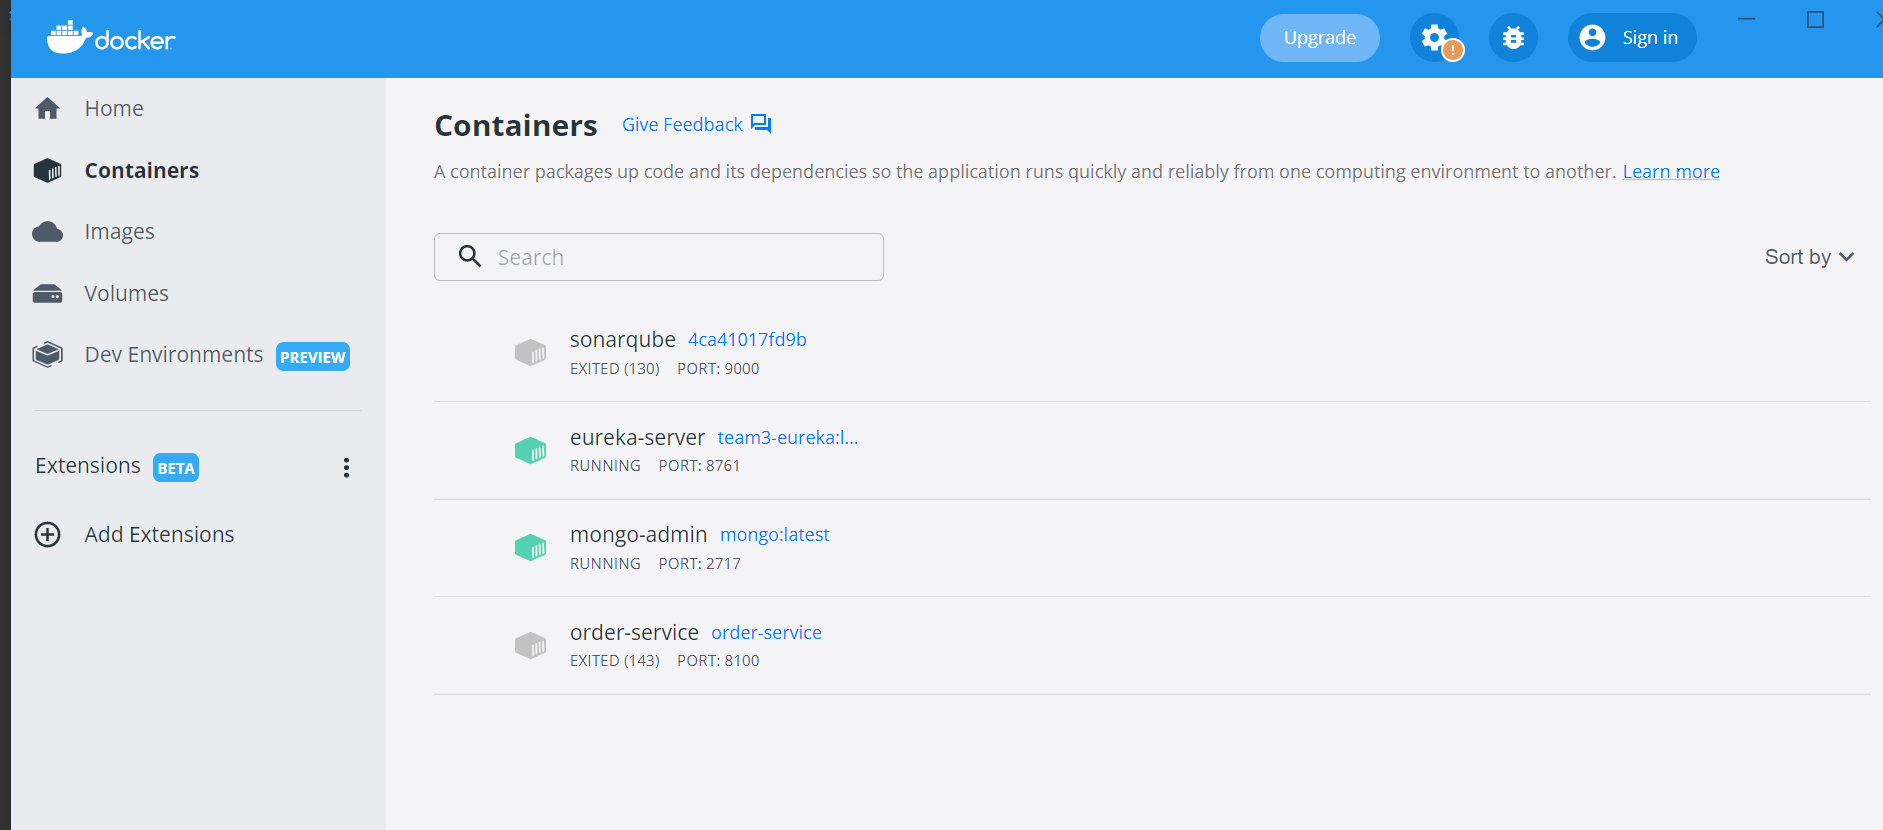 docker
Upgrade
Sign in
Home
Containers
Images
Volumes
Dev Environments PREVIEW
Extensions BETA
Add Extensions
Containers Give Feedback
A container packages up code and its dependencies so the application runs quickly and reliably from one computing environment to another. Learn more
Search
Sort by
sonarqube 4ca41017fd9b
EXITED (130) PORT: 9000
eureka-server team3-eureka:l...
RUNNING PORT: 8761
mongo-admin mongo:latest
RUNNING PORT: 2717
order-service order-service
EXITED (143) PORT: 8100